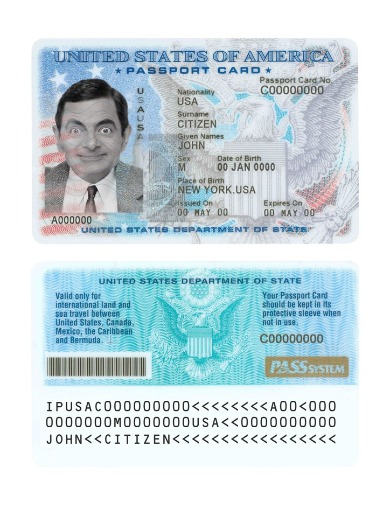 UNITED STATES OF AMERICA
★ PASSPORT CARD ★
Passport Card No.
C00000000
USAUSA
Nationality
USA
Surname
CITIZEN
Given Names
JOHN
Sex Date of Birth
M 00 JAN 0000
Place of Birth
NEW YORK.USA
Issued On Expires On
00 MAY 00 00 MAY 00
A000000
UNITED STATES DEPARTMENT OF STATE
UNITED STATES DEPARTMENT OF STATE
Valid only for
international land and
sea travel between
United States, Canada,
Mexico, the Caribbean
and Bermuda.
Your Passport Card
should be kept in its
protective sleeve when
not in use.
C00000000
PASS SYSTEM
IPUSAC000000000<<<<<<<<A00<000
0000000M0000000USA<<0000000000
JOHN<<CITIZEN<<<<<<<<<<<<<<<<<